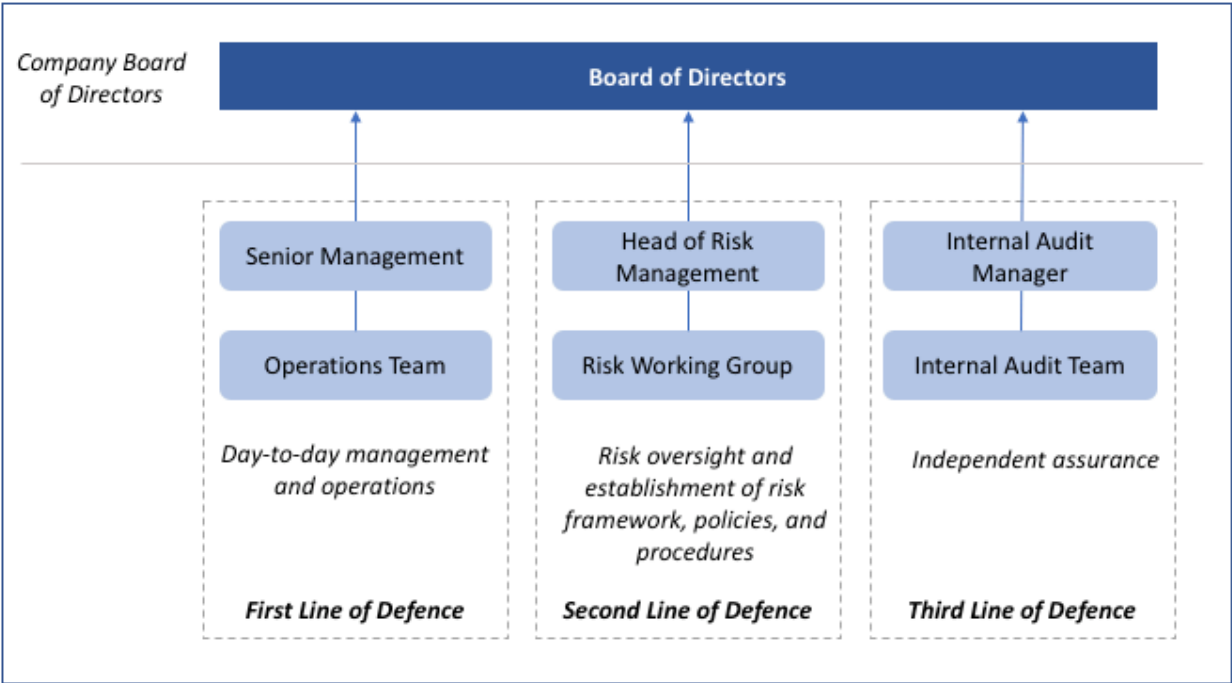 Company Board
of Directors
Board of Directors
Senior Management
Operations Team
Day-to-day management
and operations
First Line of Defence
Head of Risk
Management
Risk Working Group
Risk oversight and
establishment of risk
framework, policies, and
procedures
Second Line of Defence
Internal Audit
Manager
Internal Audit Team
Independent assurance
Third Line of Defence